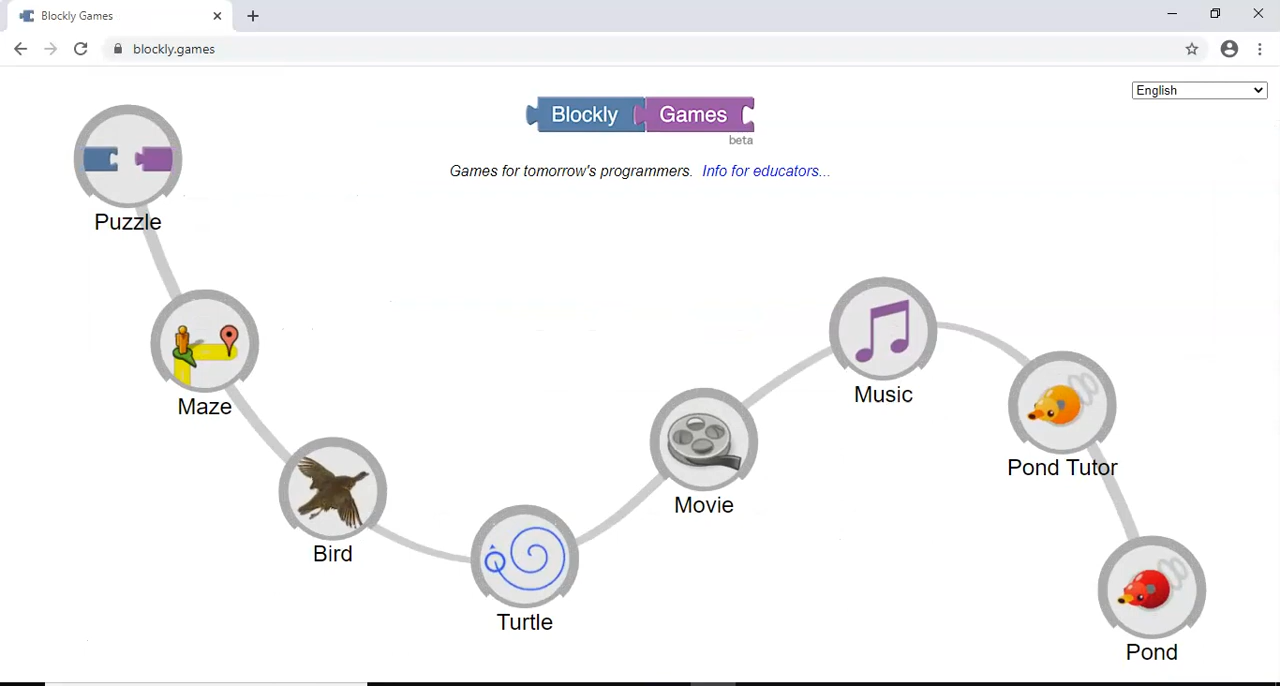 Blockly Games
blockly.games
English
Blockly Games
beta
Games for tomorrow's programmers. Info for educators...
Puzzle
Maze
Bird
Turtle
Movie
Music
Pond Tutor
Pond